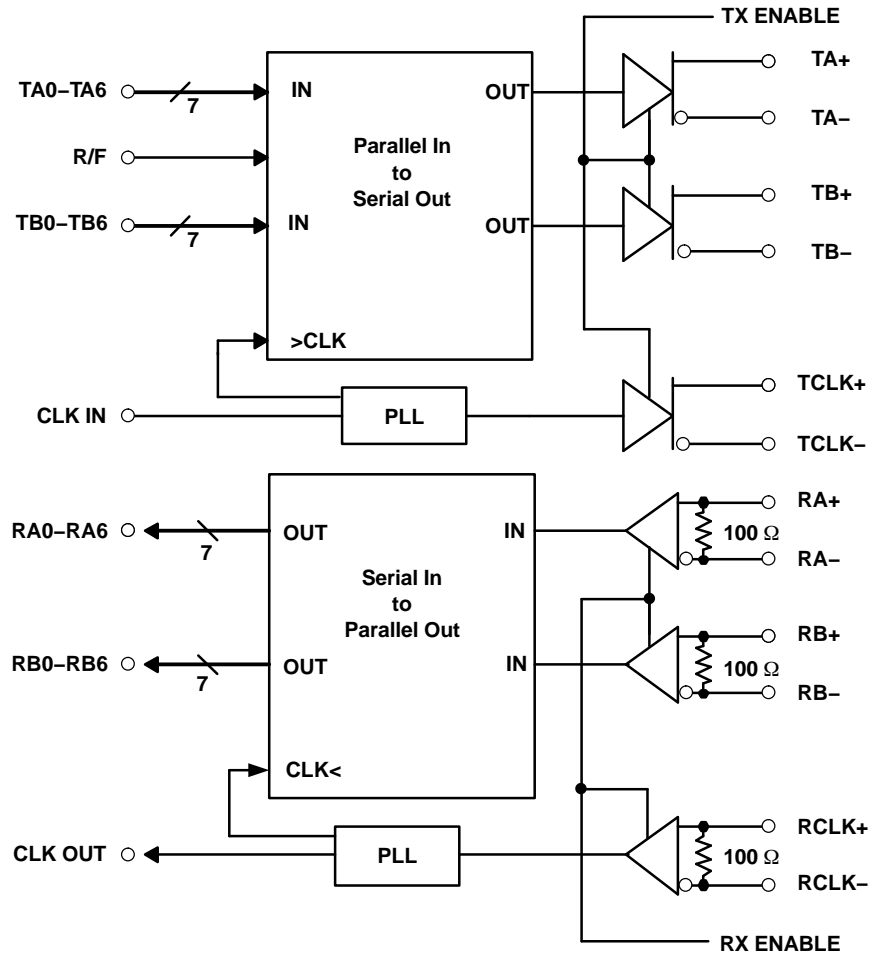 TX ENABLE
TA0–TA6
7
IN
OUT
TA+
TA–
R/F
Parallel In
to
Serial Out
TB0–TB6
7
IN
OUT
TB+
TB–
>CLK
CLK IN
PLL
TCLK+
TCLK–
RA0–RA6
7
OUT
IN
RA+
100 Ω
RA–
Serial In
to
Parallel Out
RB0–RB6
7
OUT
IN
RB+
100 Ω
RB–
CLK<
CLK OUT
PLL
RCLK+
100 Ω
RCLK–
RX ENABLE